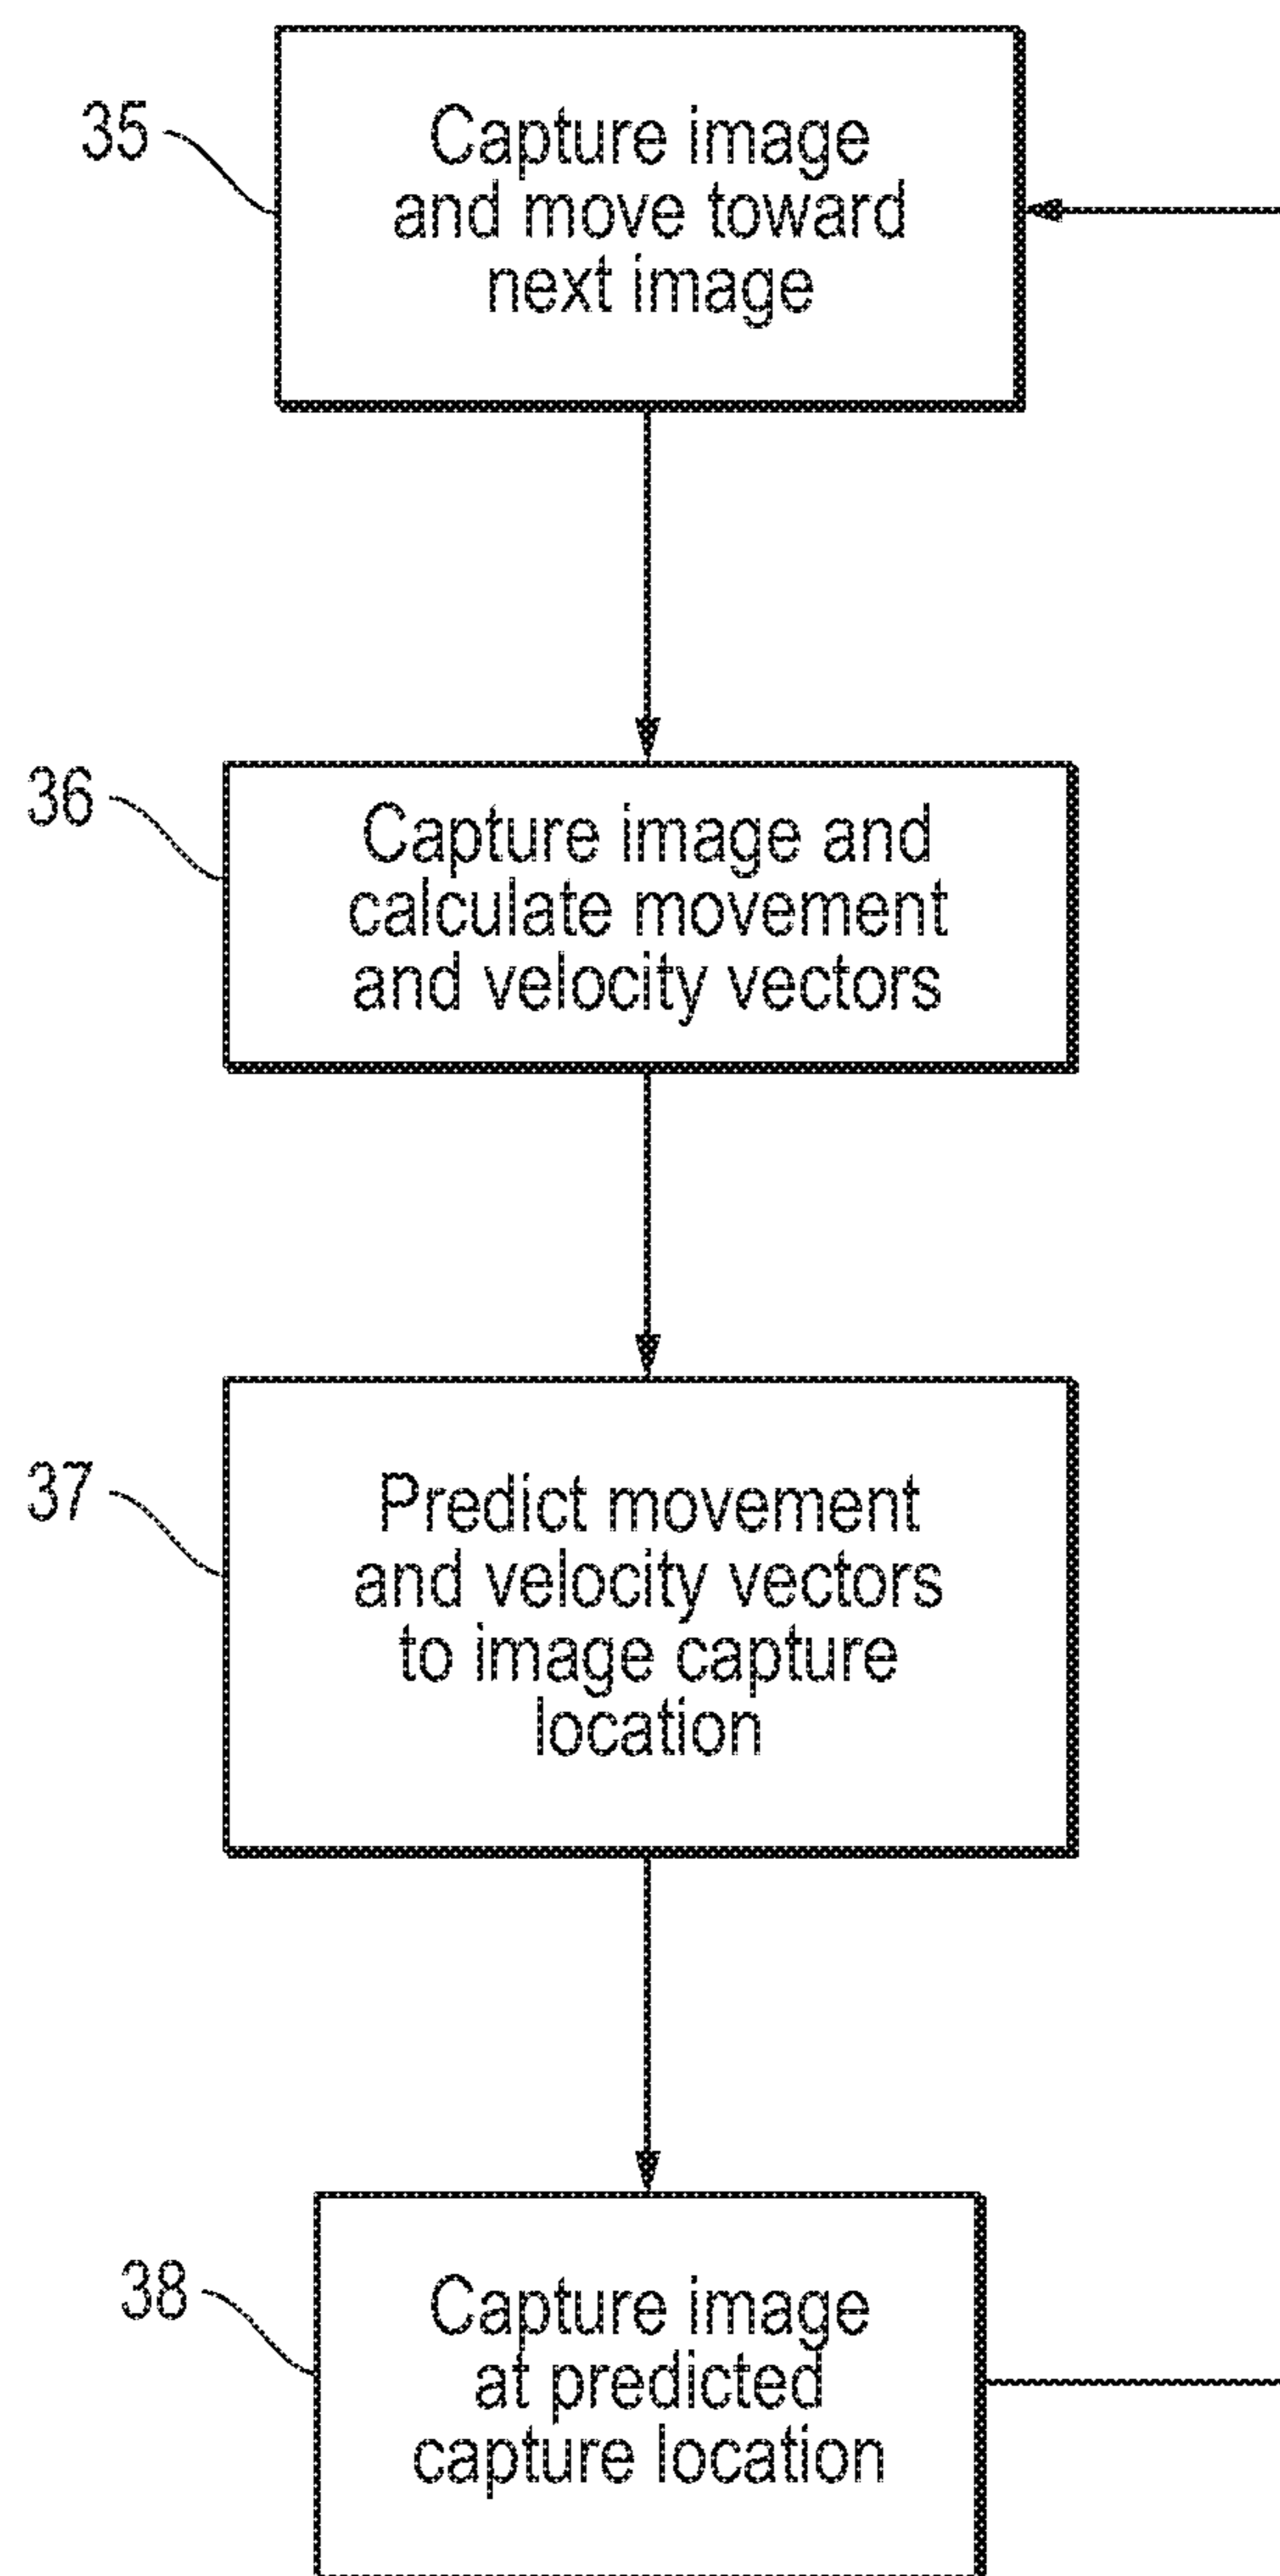 35
Capture image
and move toward
next image
36
Capture image and
calculate movement
and velocity vectors
37
Predict movement
and velocity vectors
to image capture
location
38
Capture image
at predicted
capture location